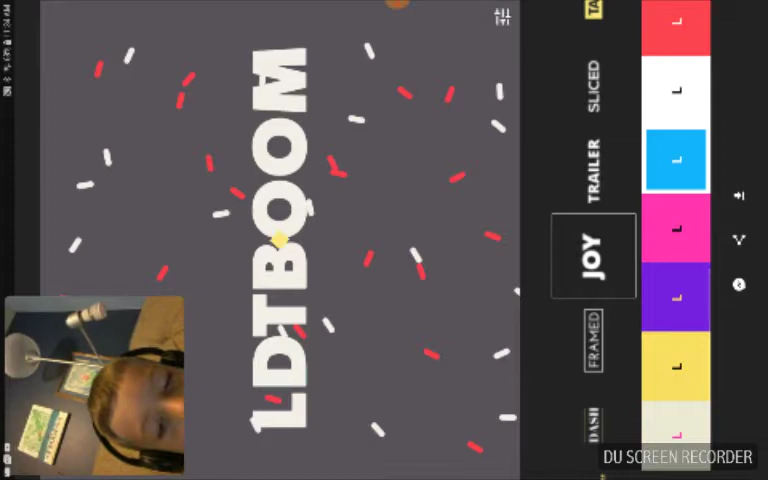 LDTBOOM
DASH FRAMED JOY TRAILER SLICED TA
L L L L L L L
DU SCREEN RECORDER